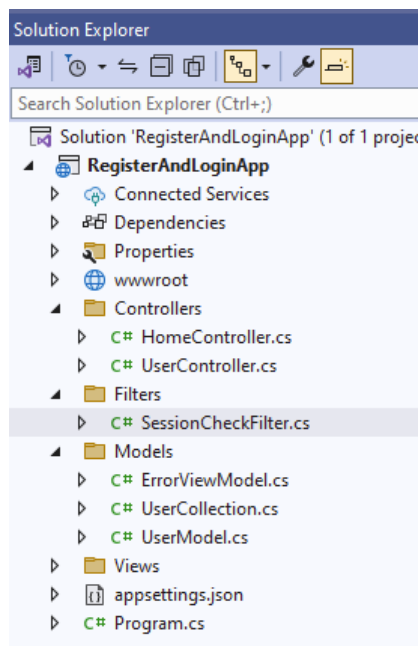 Solution Explorer
Search Solution Explorer (Ctrl+;)
Solution 'RegisterAndLoginApp' (1 of 1 projec
RegisterAndLoginApp
Connected Services
Dependencies
Properties
wwwroot
Controllers
C# HomeController.cs
C# UserController.cs
Filters
C# SessionCheckFilter.cs
Models
C# ErrorViewModel.cs
C# UserCollection.cs
C# UserModel.cs
Views
appsettings.json
C# Program.cs